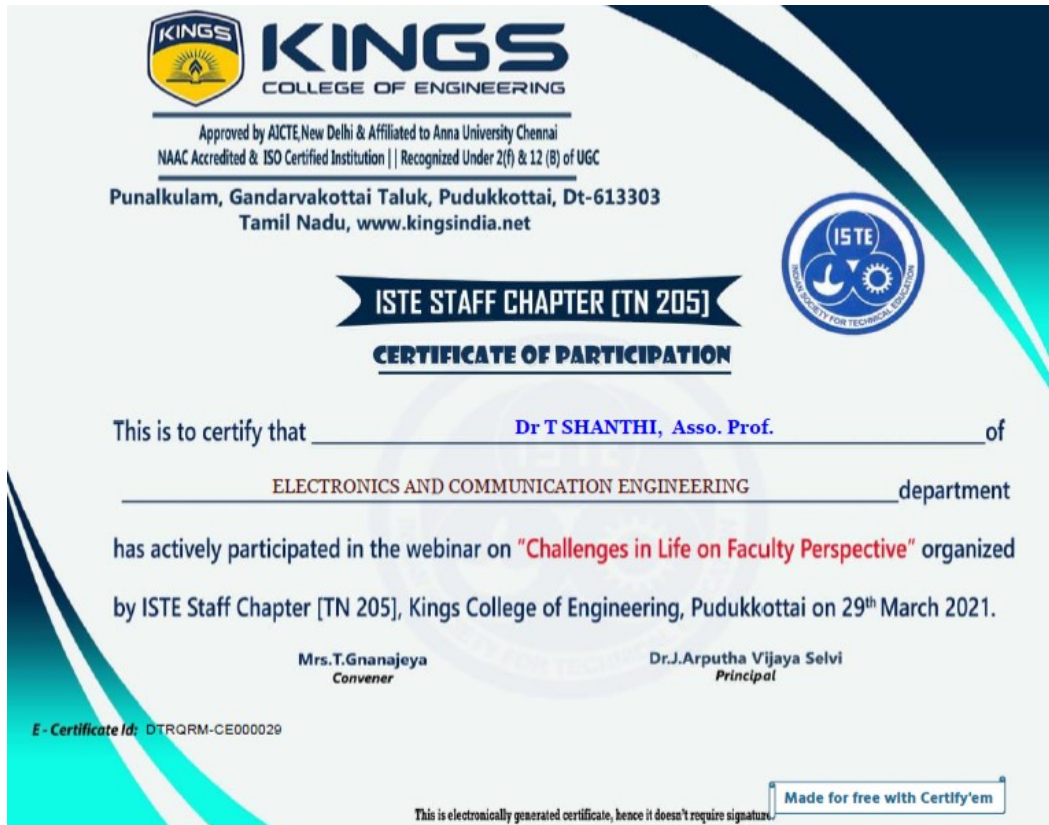 KINGS
KINGS
COLLEGE OF ENGINEERING
Approved by AICTE,New Delhi & Affiliated to Anna University Chennai
NAAC Accredited & ISO Certified Institution || Recognized Under 2(f) & 12 (B) of UGC
Punalkulam, Gandarvakottai Taluk, Pudukkottai, Dt-613303
Tamil Nadu, www.kingsindia.net
ISTE
INDIAN SOCIETY FOR TECHNICAL EDUCATION
ISTE STAFF CHAPTER [TN 205]
CERTIFICATE OF PARTICIPATION
This is to certify that Dr T SHANTHI, Asso. Prof. of
ELECTRONICS AND COMMUNICATION ENGINEERING department
has actively participated in the webinar on "Challenges in Life on Faculty Perspective" organized
by ISTE Staff Chapter [TN 205], Kings College of Engineering, Pudukkottai on 29th March 2021.
Mrs.T.Gnanajeya Dr.J.Arputha Vijaya Selvi
Convener Principal
E - Certificate Id: DTRQRM-CE000029
This is electronically generated certificate, hence it doesn't require signature.
Made for free with Certify'em